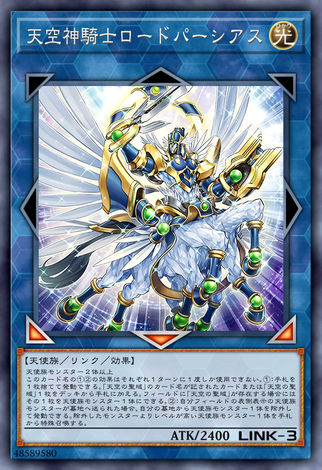 天空神騎士ロードパーシアス
光
【天使族／リンク／効果】
天使族モンスター２体以上
このカード名の①②の効果はそれぞれ１ターンに１度しか使用できない。①：手札を
１枚捨てて発動できる。「天空の聖域」のカード名が記されたカードまたは「天空の聖
域」１枚をデッキから手札に加える。フィールドに「天空の聖域」が存在する場合には
その１枚を天使族モンスター１体にできる。②：自分フィールドの表側表示の天使族
モンスターが墓地へ送られた場合、自分の墓地から天使族モンスター１体を除外し
て発動できる。除外したモンスターよりレベルが高い天使族モンスター１体を手札か
ら特殊召喚する。
ATK/2400 LINK-3
48589580